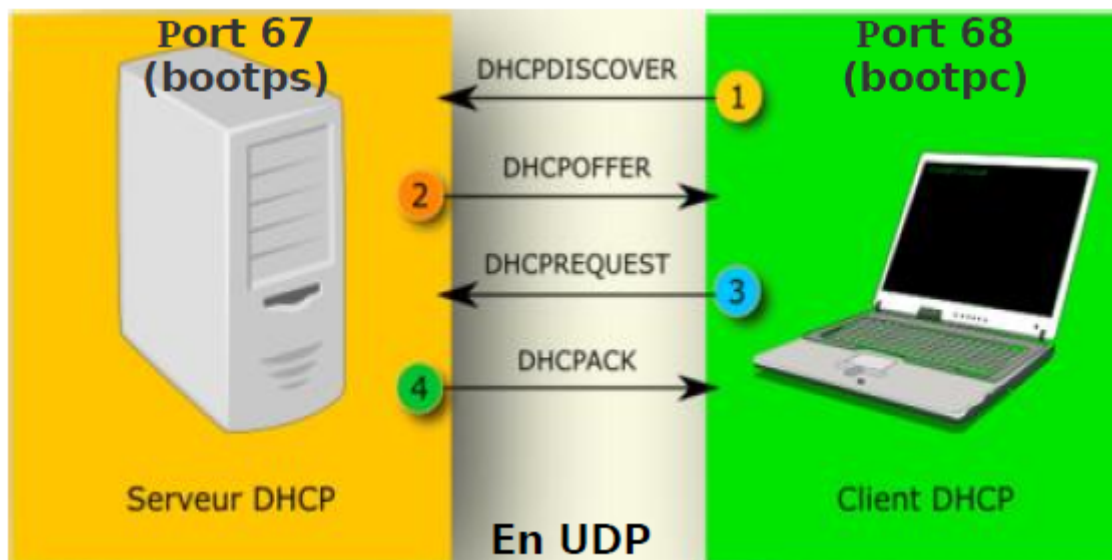 Port 67
(bootps)
Port 68
(bootpc)
DHCPDISCOVER
1
DHCPOFFER
2
DHCPREQUEST
3
DHCPACK
4
Serveur DHCP
Client DHCP
En UDP